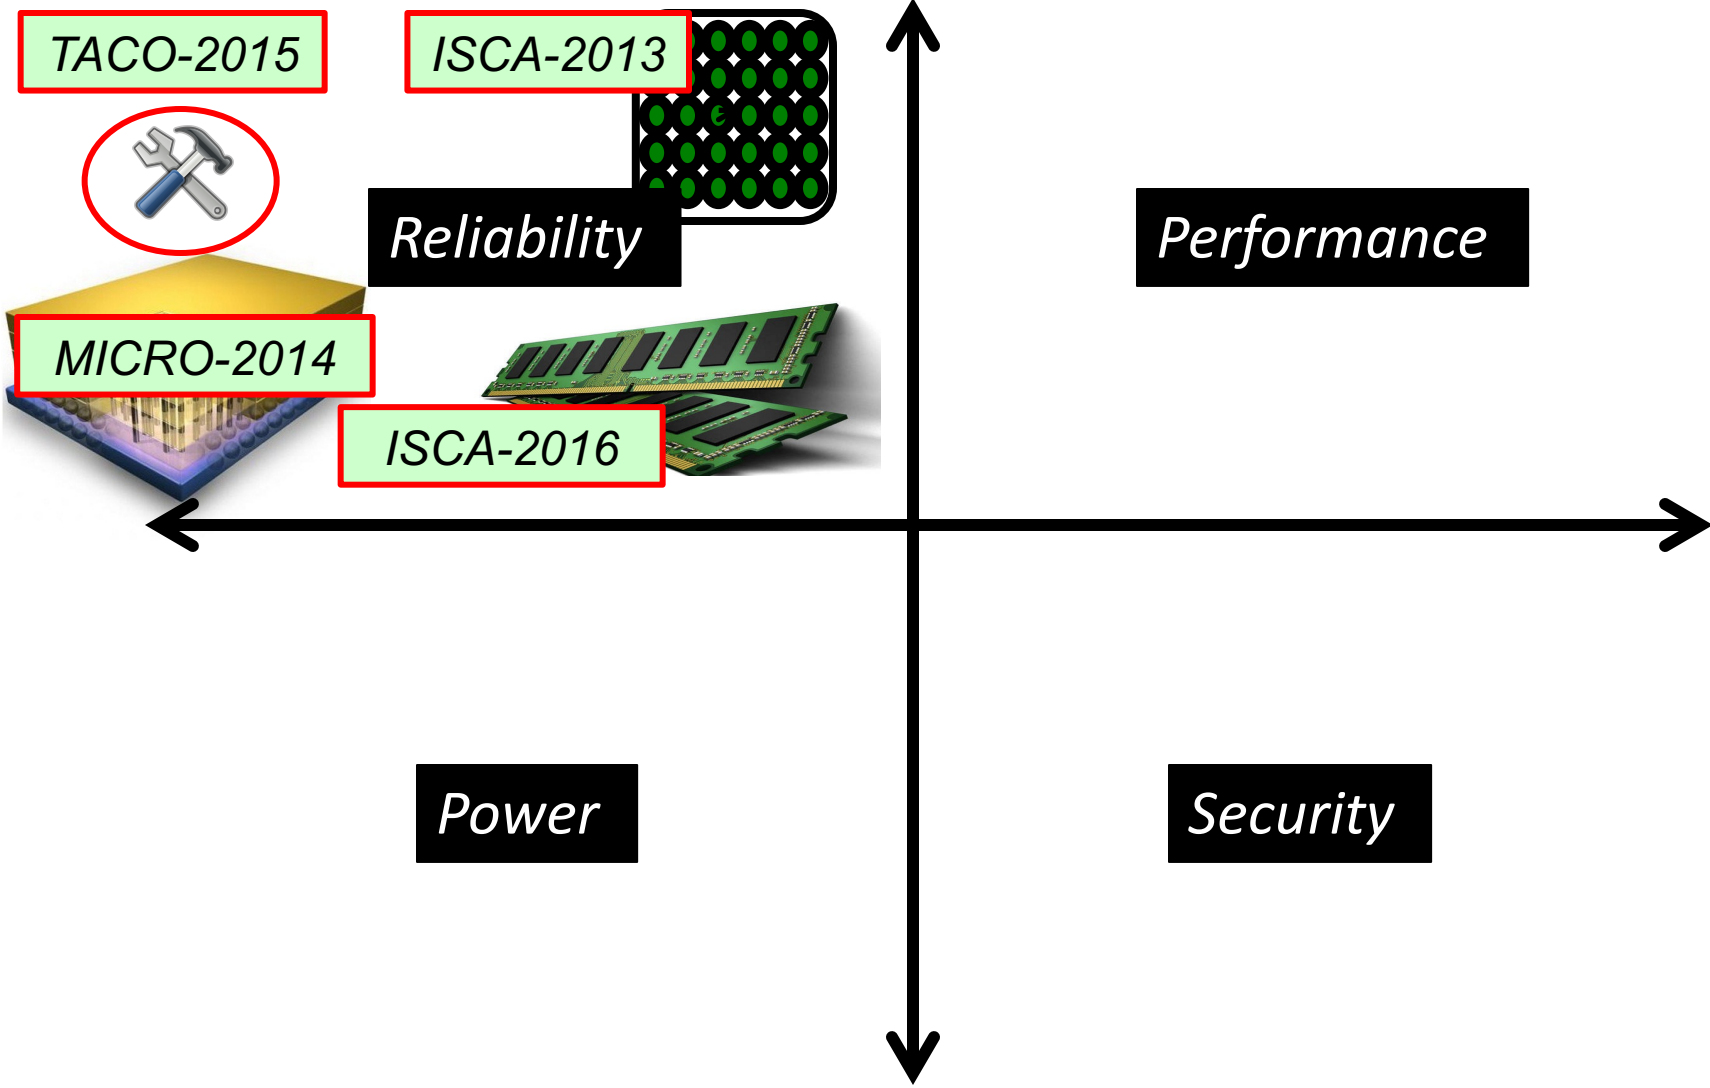 TACO-2015
ISCA-2013
Reliability
Performance
MICRO-2014
ISCA-2016
Power
Security